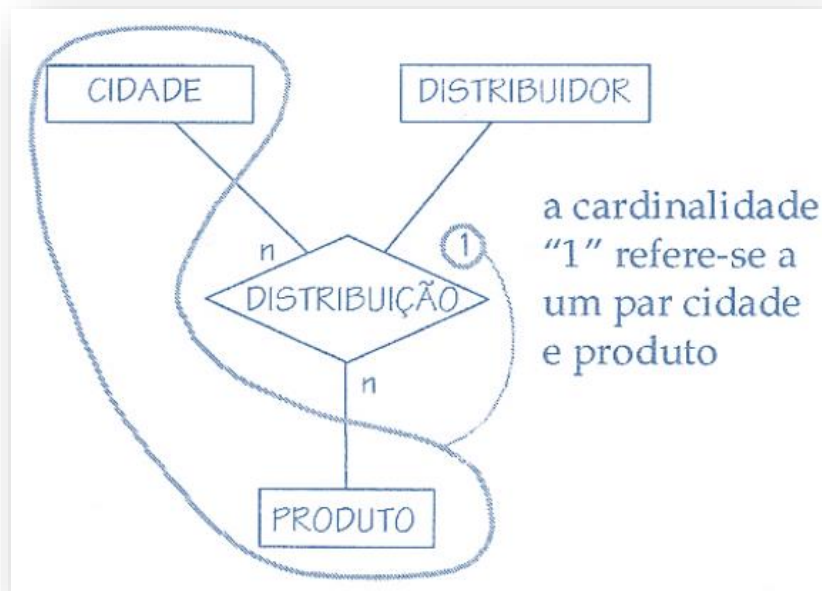 CIDADE
DISTRIBUIDOR
a cardinalidade
"1" refere-se a
um par cidade
e produto
n
1
DISTRIBUIÇÃO
n
PRODUTO